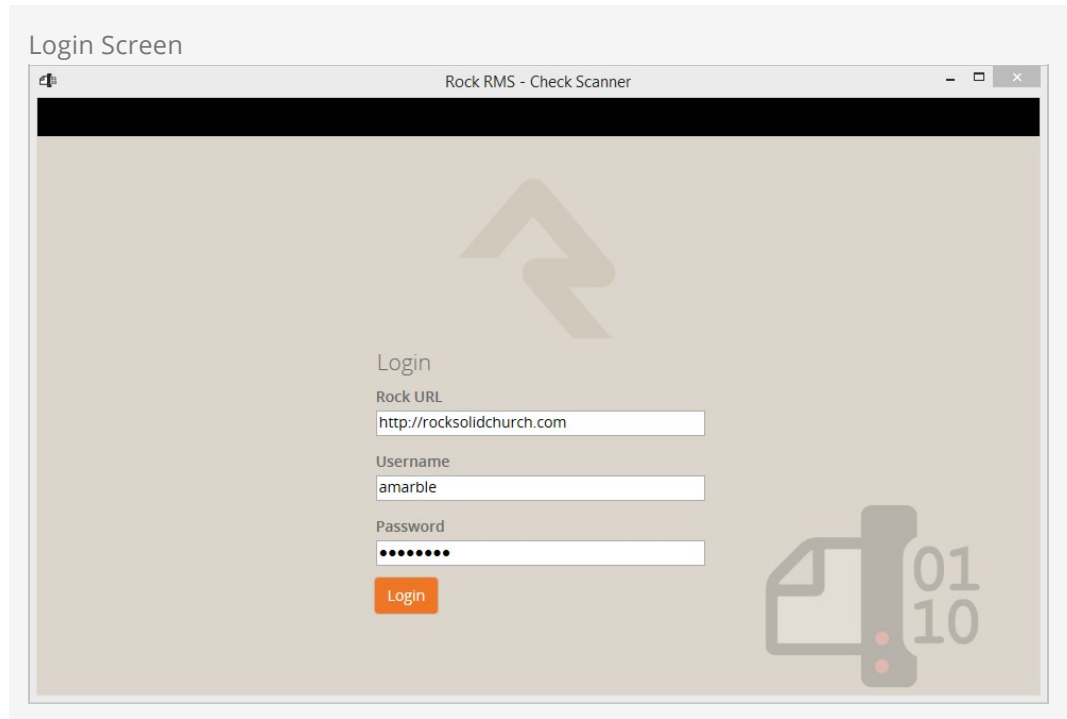 Login Screen
Rock RMS - Check Scanner
Login
Rock URL
http://rocksolidchurch.com
Username
amarble
Password
••••••••
Login
01
10